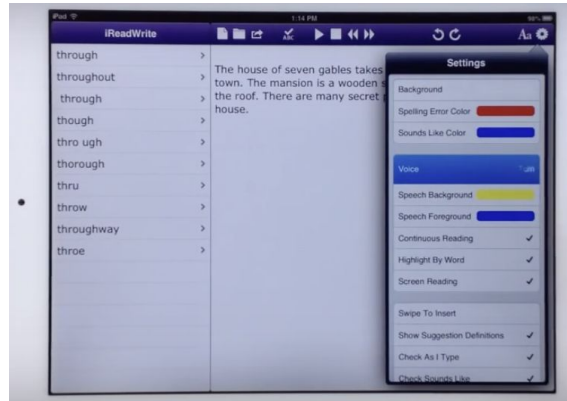 iPad
1:14 PM
iReadWrite
ABC
Aa
through
throughout
through
though
thro ugh
thorough
thru
throw
throughway
throe
The house of seven gables takes
town. The mansion is a wooden
the roof. There are many secret
house.
Settings
Background
Spelling Error Color
Sounds Like Color
Voice
Speech Background
Speech Foreground
Continuous Reading
Highlight By Word
Screen Reading
Swipe To Insert
Show Suggestion Definitions
Check As I Type
Check Sounds Like